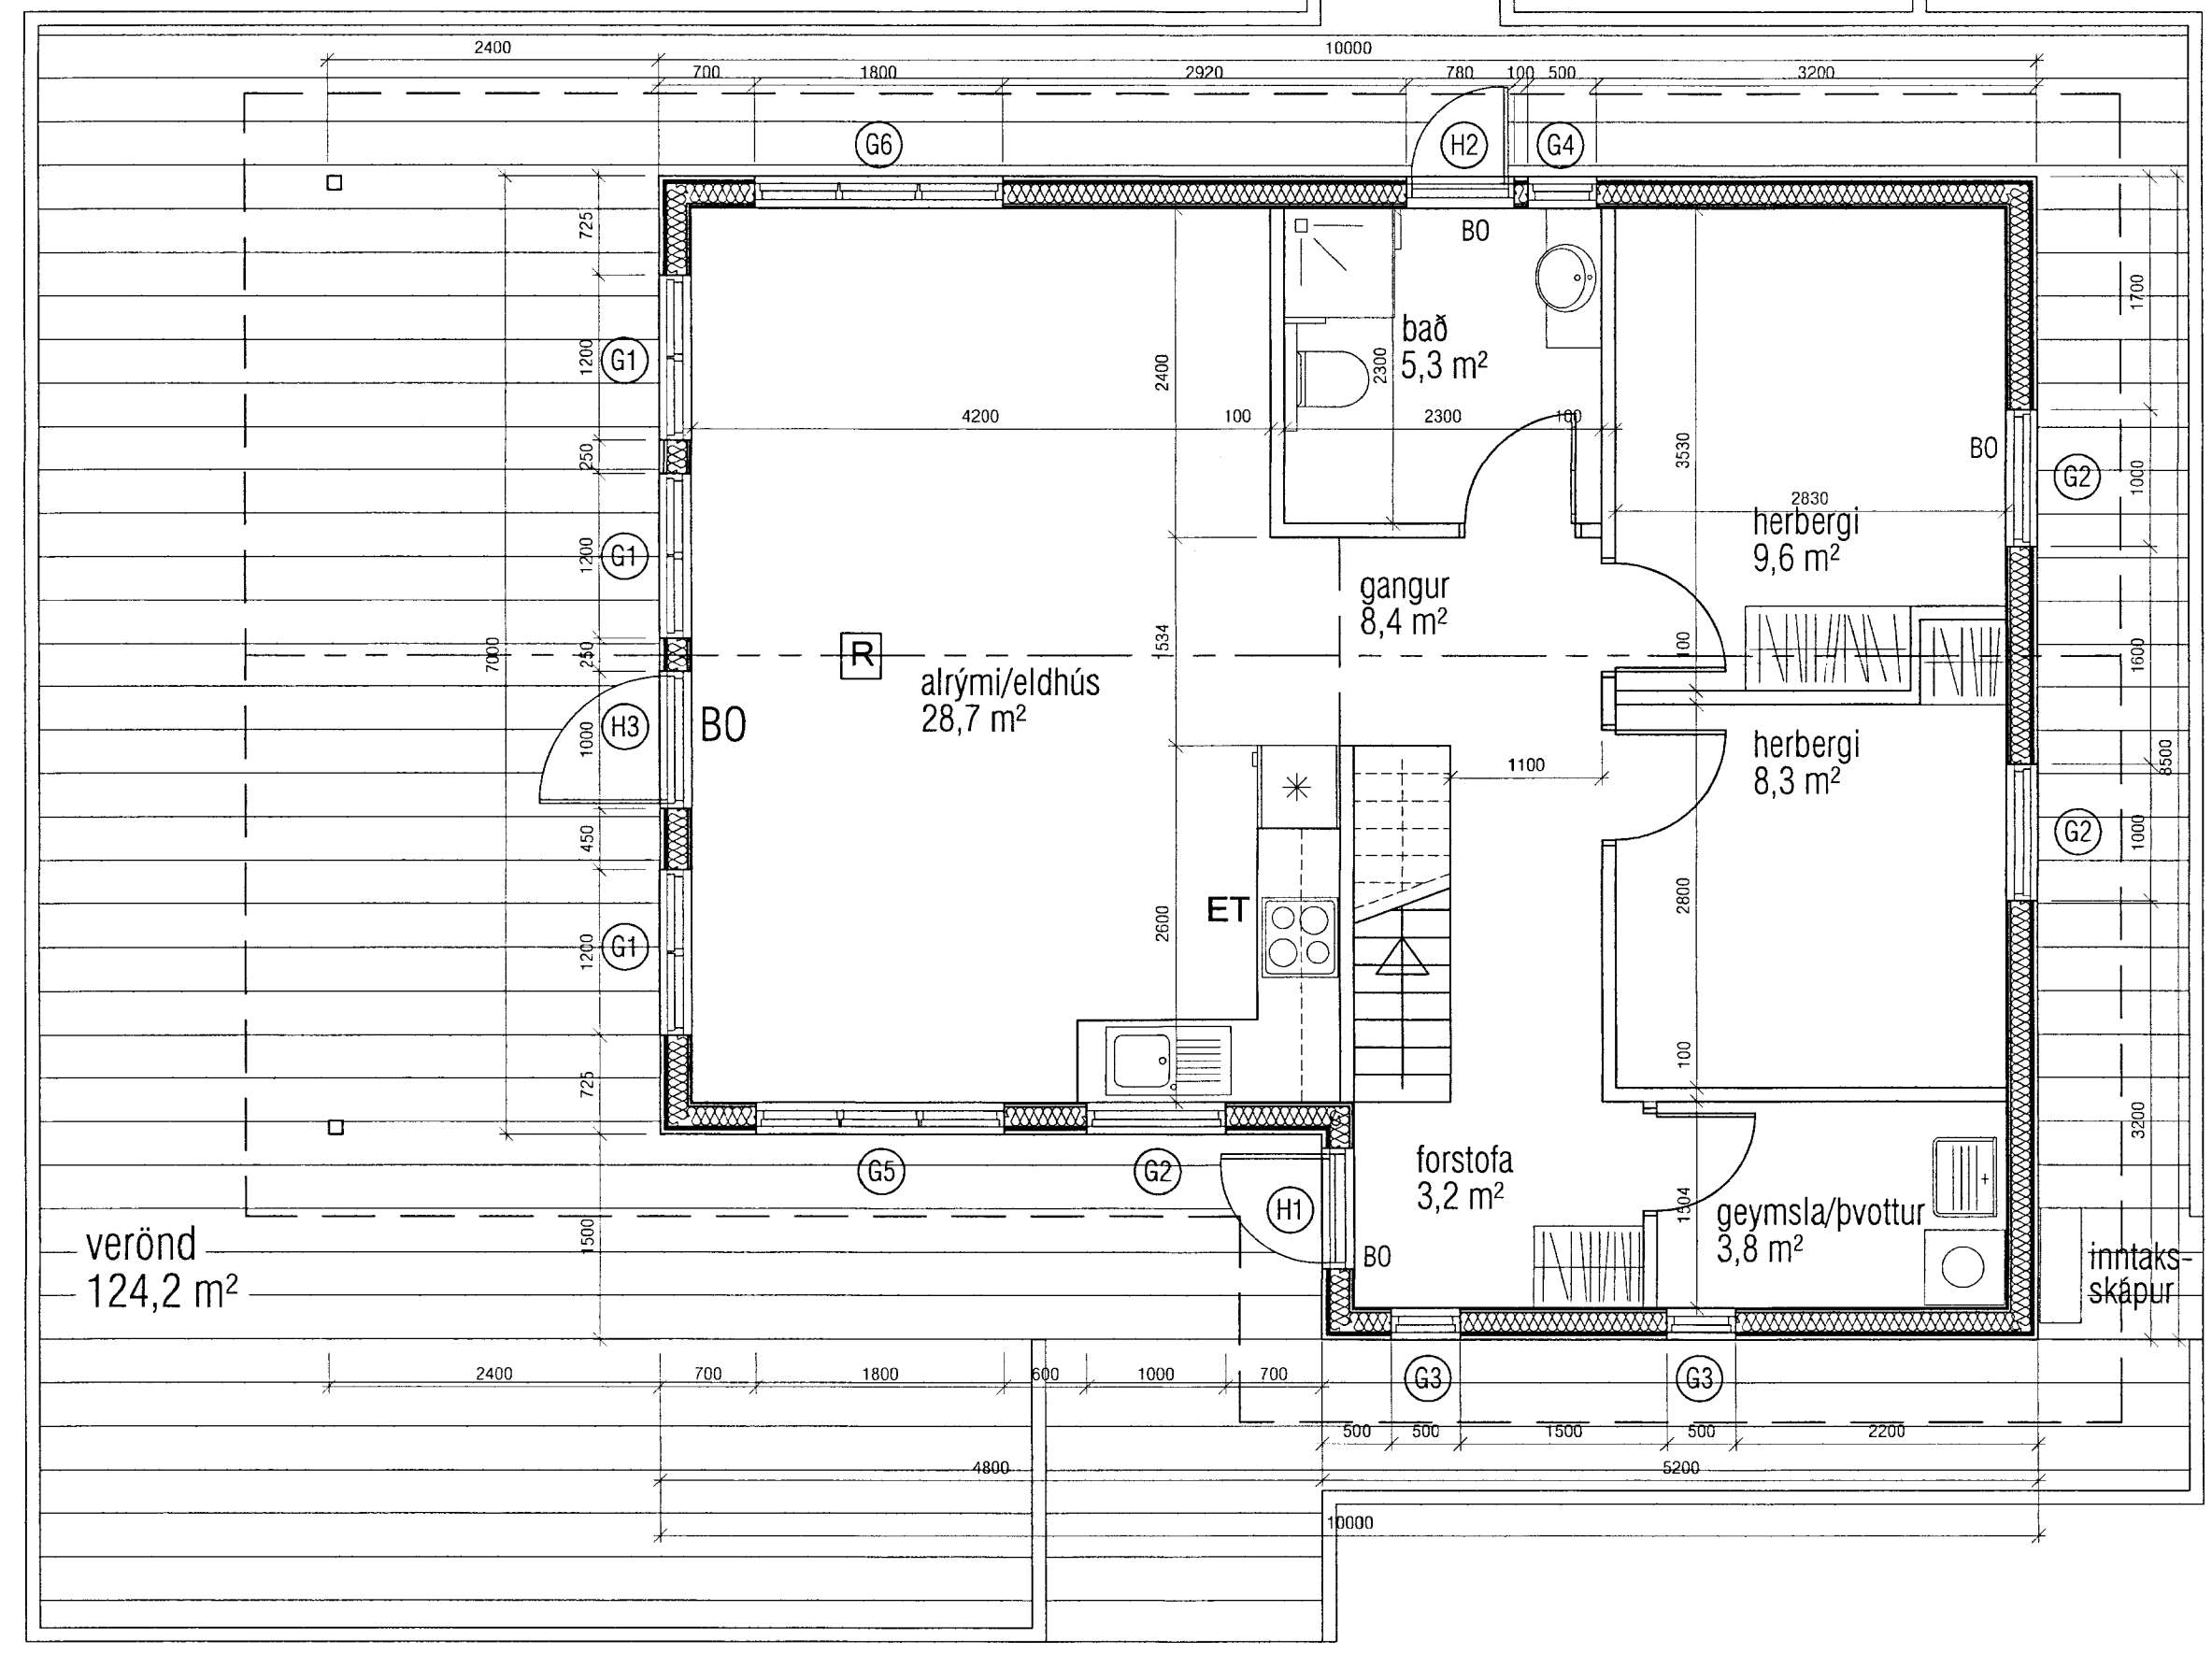 2400
10000
700
1800
2920
780
100
500
3200
G6
H2
G4
BO
725
1200
G1
250
1200
G1
250
7000
H3
1000
BO
450
1200
G1
725
1500
4200
100
2300
100
2400
2300
bað
5,3 m²
3530
BO
2830
herbergi
9,6 m²
1700
G2
1000
1600
8500
G2
1000
3200
gangur
8,4 m²
1534
100
R
alrými/eldhús
28,7 m²
herbergi
8,3 m²
1100
2600
ET
2800
100
G5
G2
H1
BO
forstofa
3,2 m²
1504
geymsla/þvottur
3,8 m²
inntaks-
skápur
verönd
124,2 m²
2400
700
1800
600
1000
700
G3
G3
500
500
1500
500
2200
4800
5200
10000